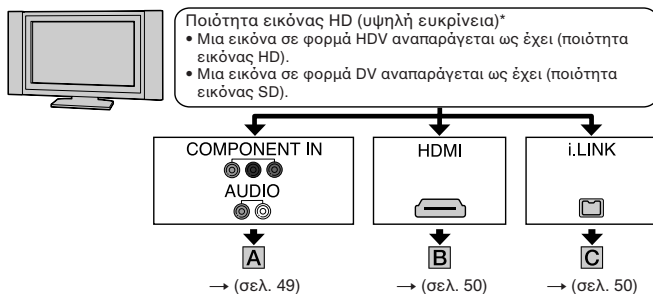 Ποιότητα εικόνας HD (υψηλή ευκρίνεια)*
• Μια εικόνα σε φορμά HDV αναπαράγεται ως έχει (ποιότητα
εικόνας HD).
• Μια εικόνα σε φορμά DV αναπαράγεται ως έχει (ποιότητα
εικόνας SD).
COMPONENT IN
AUDIO
HDMI
i.LINK
A
B
C
→ (σελ. 49)
→ (σελ. 50)
→ (σελ. 50)